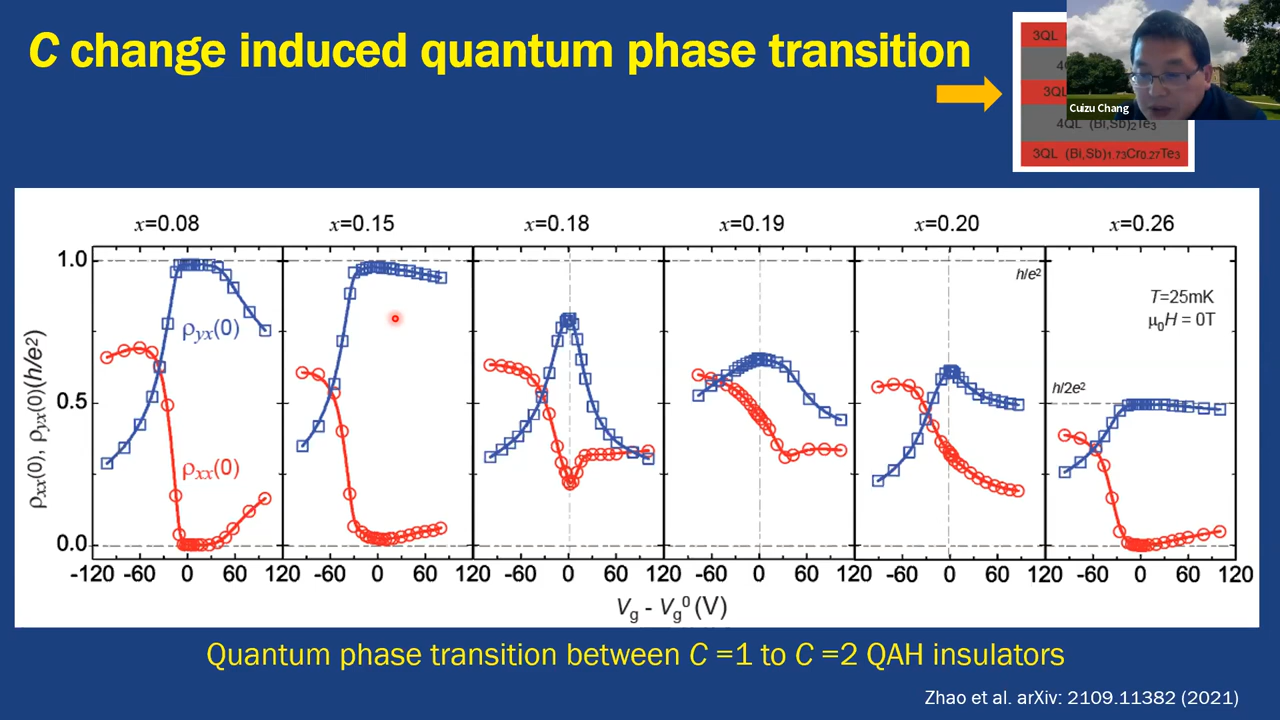 C change induced quantum phase transition
3QL
4
3QL
4QL (Bi,Sb)2Te3
3QL (Bi,Sb)1.73Cr0.27Te3
Cuizu Chang
x=0.08
x=0.15
x=0.18
x=0.19
x=0.20
x=0.26
ρxx(0), ρyx(0)(h/e²)
1.0
0.5
0.0
ρyx(0)
ρxx(0)
h/e²
T=25mK
μ0H = 0T
h/2e²
-120 -60 0 60 120 -60 0 60 120 -60 0 60 120 -60 0 60 120 -60 0 60 120 -60 0 60 120
Vg - Vg⁰ (V)
Quantum phase transition between C =1 to C =2 QAH insulators
Zhao et al. arXiv: 2109.11382 (2021)